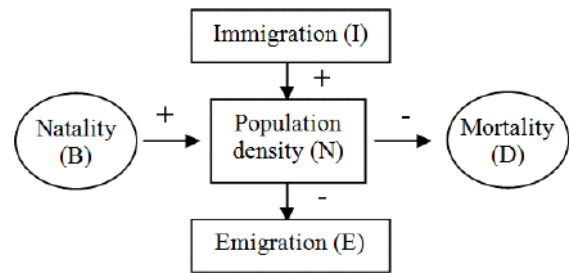 Immigration (I)
+
Natality
(B)
+
Population
density (N)
-
Mortality
(D)
-
Emigration (E)